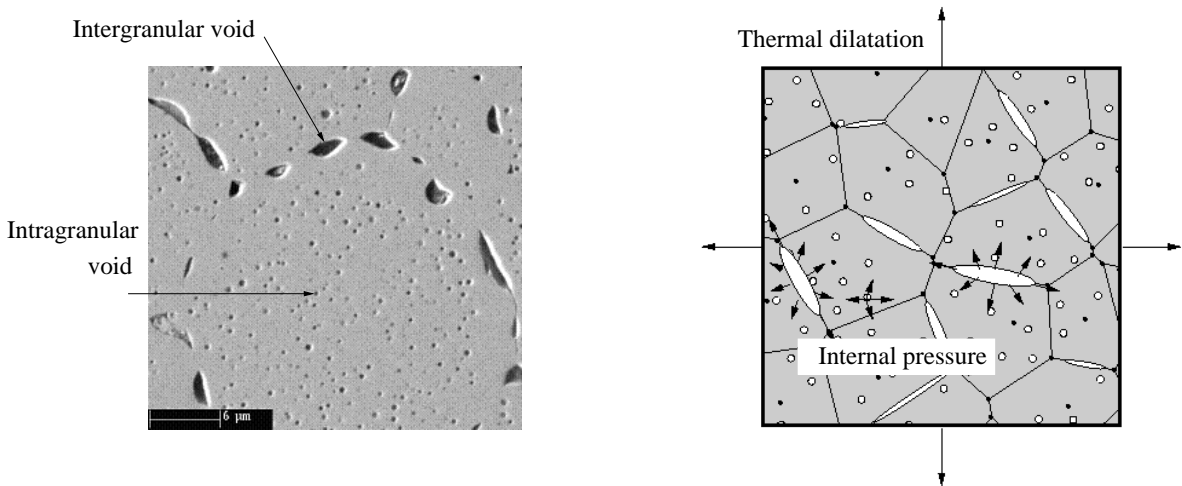 Intergranular void
Thermal dilatation
Intragranular
void
Internal pressure
6 µm